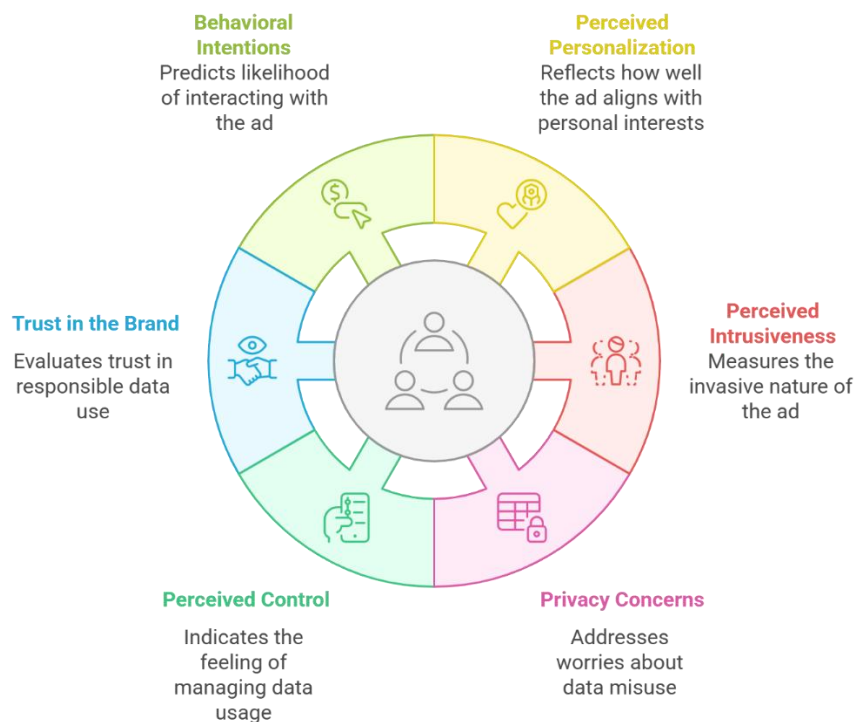 Behavioral
Intentions
Predicts likelihood
of interacting with
the ad
Perceived
Personalization
Reflects how well
the ad aligns with
personal interests
Trust in the Brand
Evaluates trust in
responsible data
use
Perceived
Intrusiveness
Measures the
invasive nature of
the ad
Perceived Control
Indicates the
feeling of
managing data
usage
Privacy Concerns
Addresses
worries about
data misuse
$